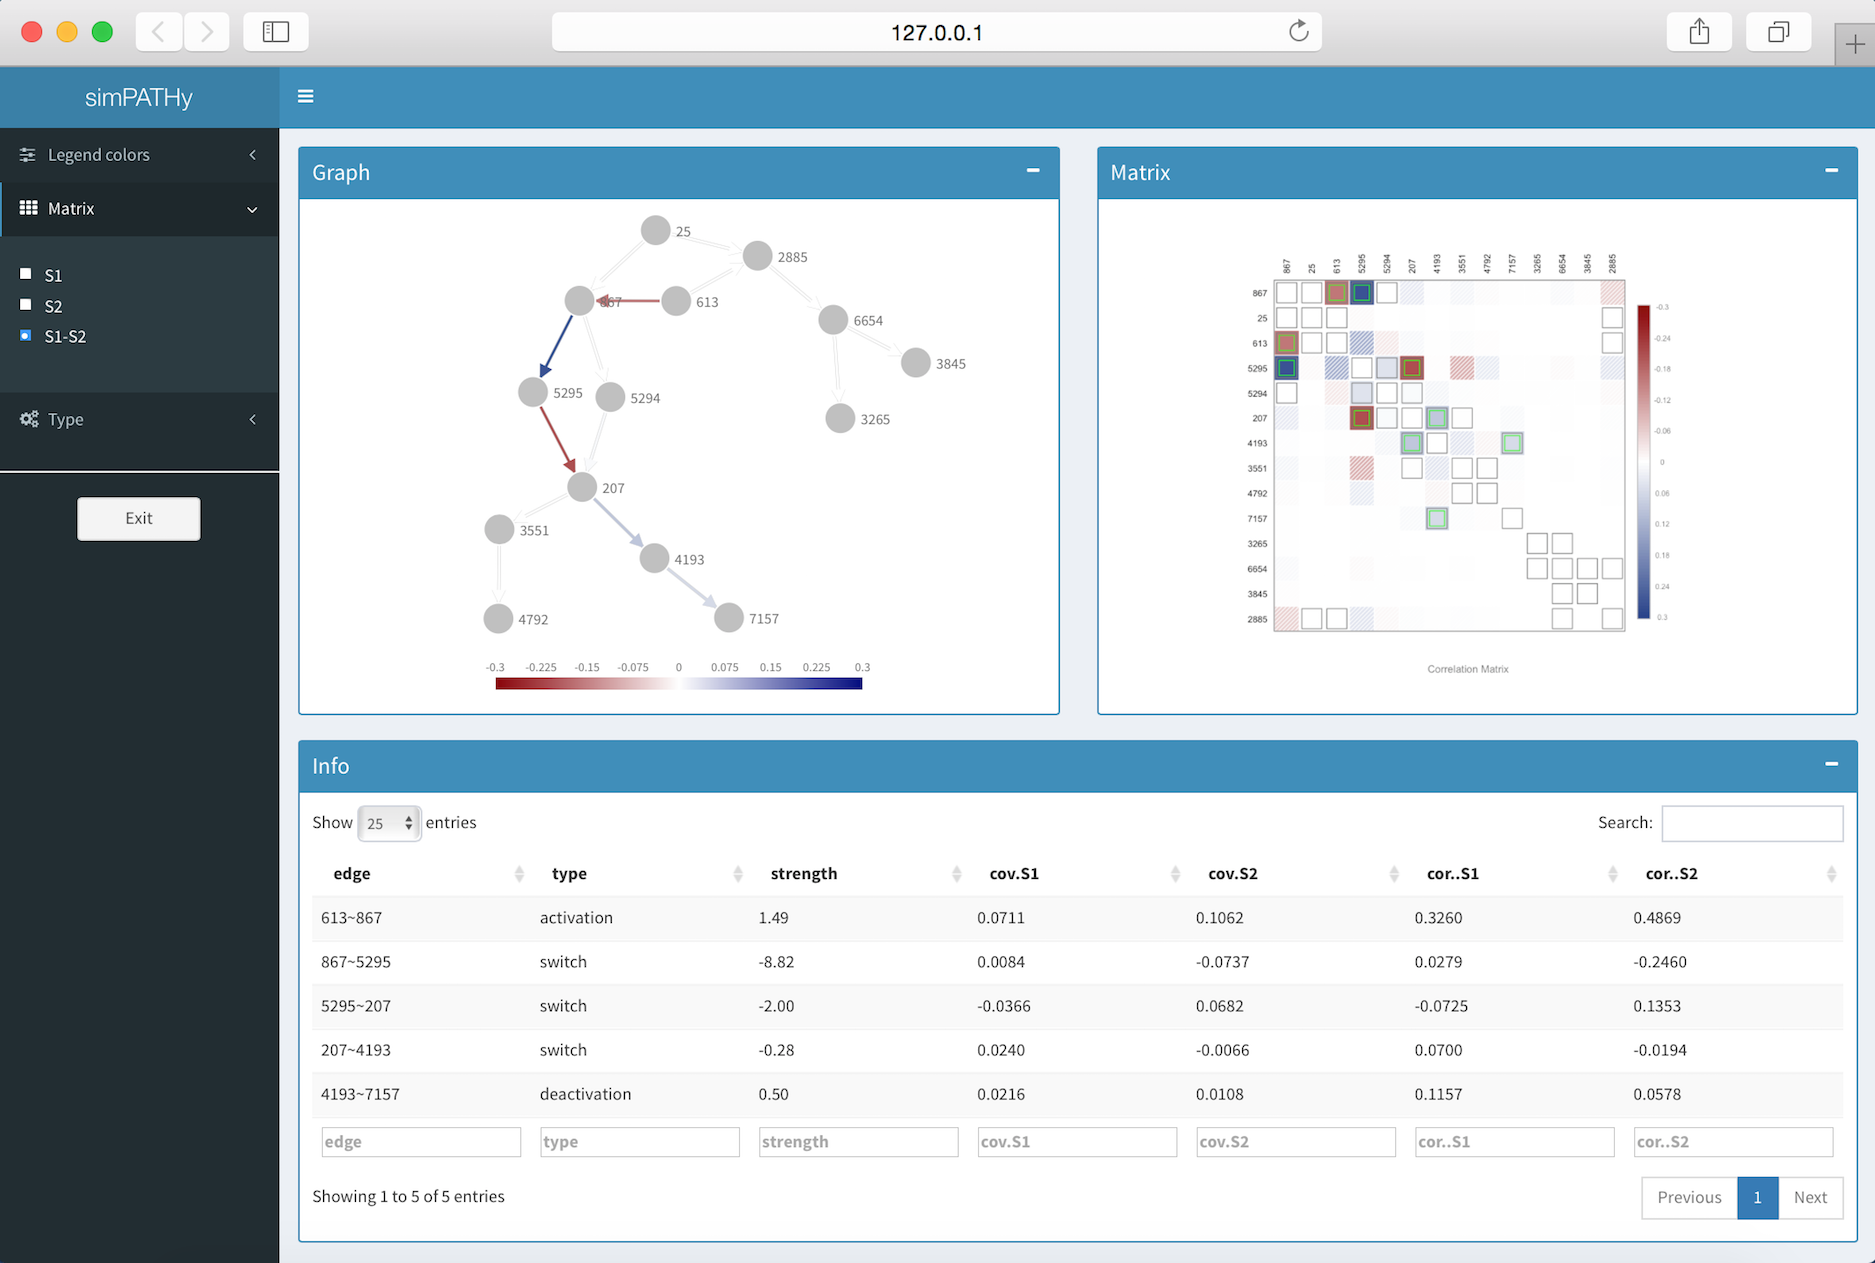 127.0.0.1
simPATHy
Legend colors
Matrix
S1
S2
S1-S2
Type
Exit
Graph
25
2885
867
613
6654
3845
5295
5294
3265
207
3551
4193
4792
7157
-0.3 -0.225 -0.15 -0.075 0 0.075 0.15 0.225 0.3
Matrix
867 25 613 5295 5294 207 4193 3551 4792 7157 3265 6654 3845 2885
867
25
613
5295
5294
207
4193
3551
4792
7157
3265
6654
3845
2885
-0.3
-0.24
-0.18
-0.12
-0.06
0
0.06
0.12
0.18
0.24
0.3
Correlation Matrix
Info
Show 25 entries
Search:
edge type strength cov.S1 cov.S2 cor..S1 cor..S2
613~867 activation 1.49 0.0711 0.1062 0.3260 0.4869
867~5295 switch -8.82 0.0084 -0.0737 0.0279 -0.2460
5295~207 switch -2.00 -0.0366 0.0682 -0.0725 0.1353
207~4193 switch -0.28 0.0240 -0.0066 0.0700 -0.0194
4193~7157 deactivation 0.50 0.0216 0.0108 0.1157 0.0578
edge type strength cov.S1 cov.S2 cor..S1 cor..S2
Showing 1 to 5 of 5 entries
Previous 1 Next